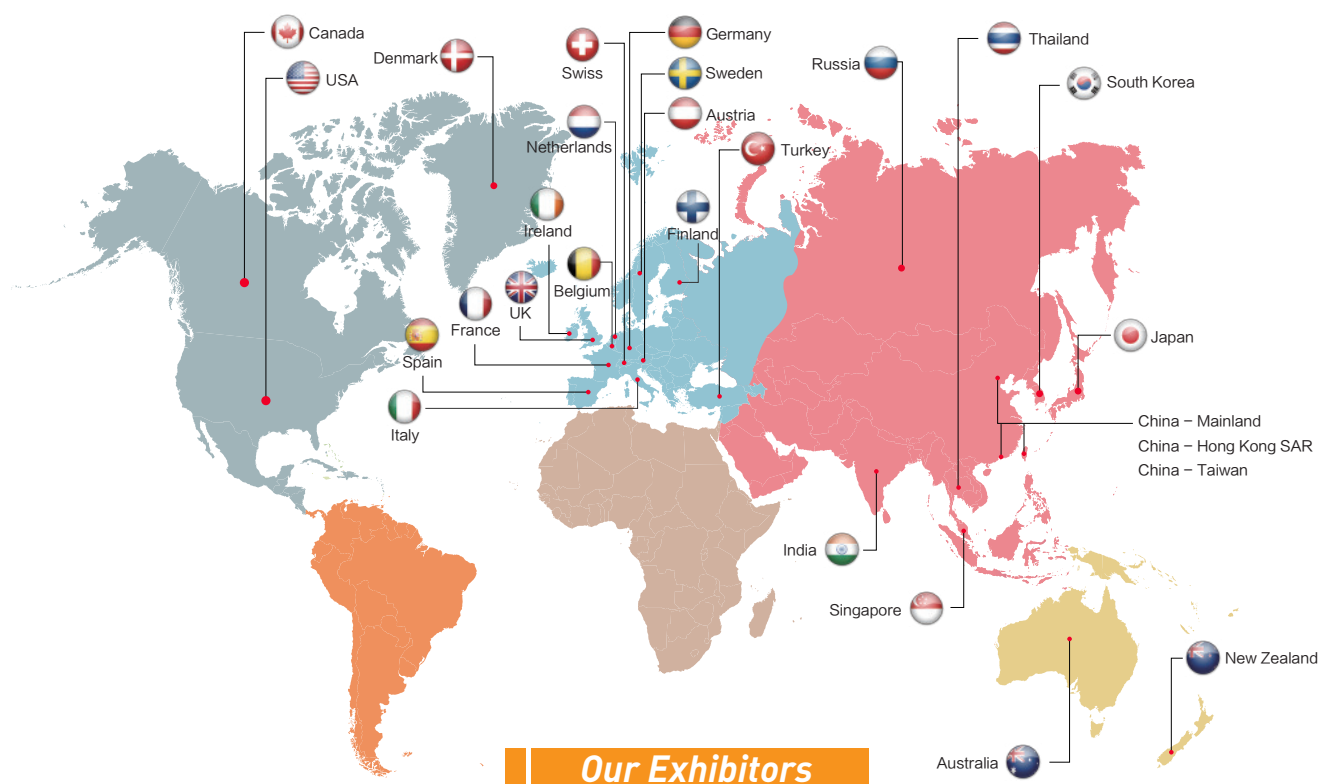 Canada
USA
Denmark
Swiss
Germany
Sweden
Austria
Netherlands
Turkey
Russia
Thailand
South Korea
Ireland
Finland
Belgium
UK
France
Spain
Italy
Japan
China – Mainland
China – Hong Kong SAR
China – Taiwan
India
Singapore
New Zealand
Australia
Our Exhibitors